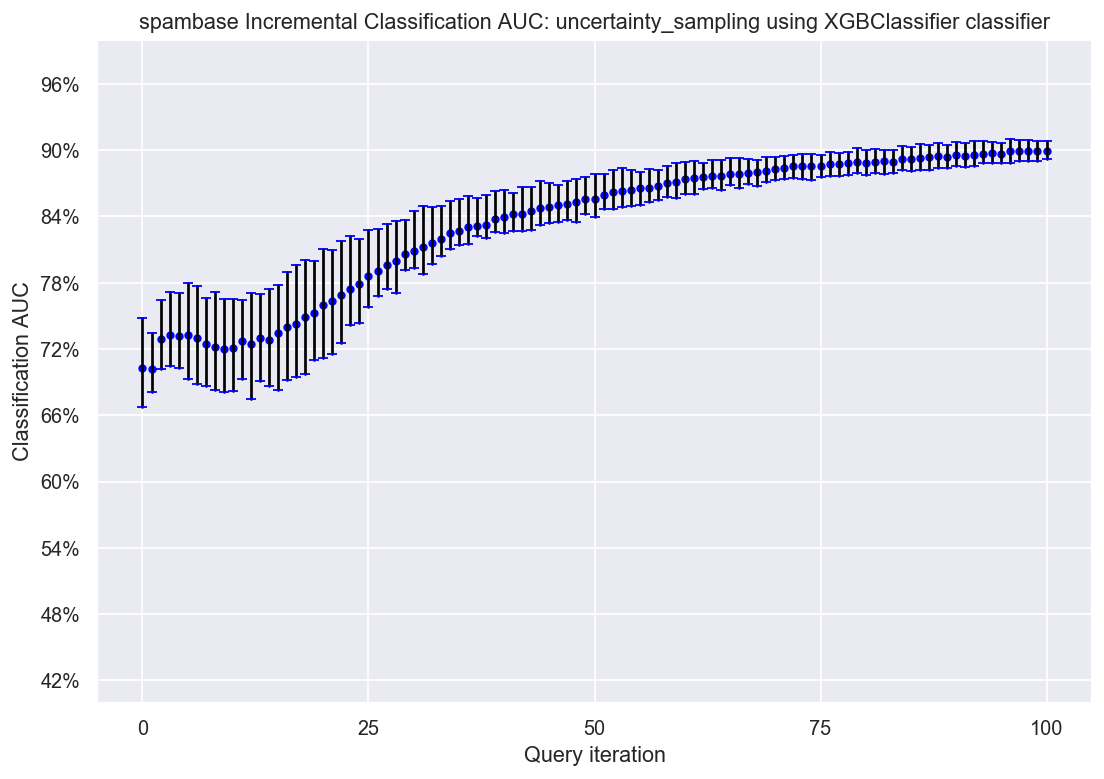 spambase Incremental Classification AUC: uncertainty_sampling using XGBClassifier classifier
96%
90%
84%
78%
72%
66%
60%
54%
48%
42%
Classification AUC
0 25 50 75 100
Query iteration